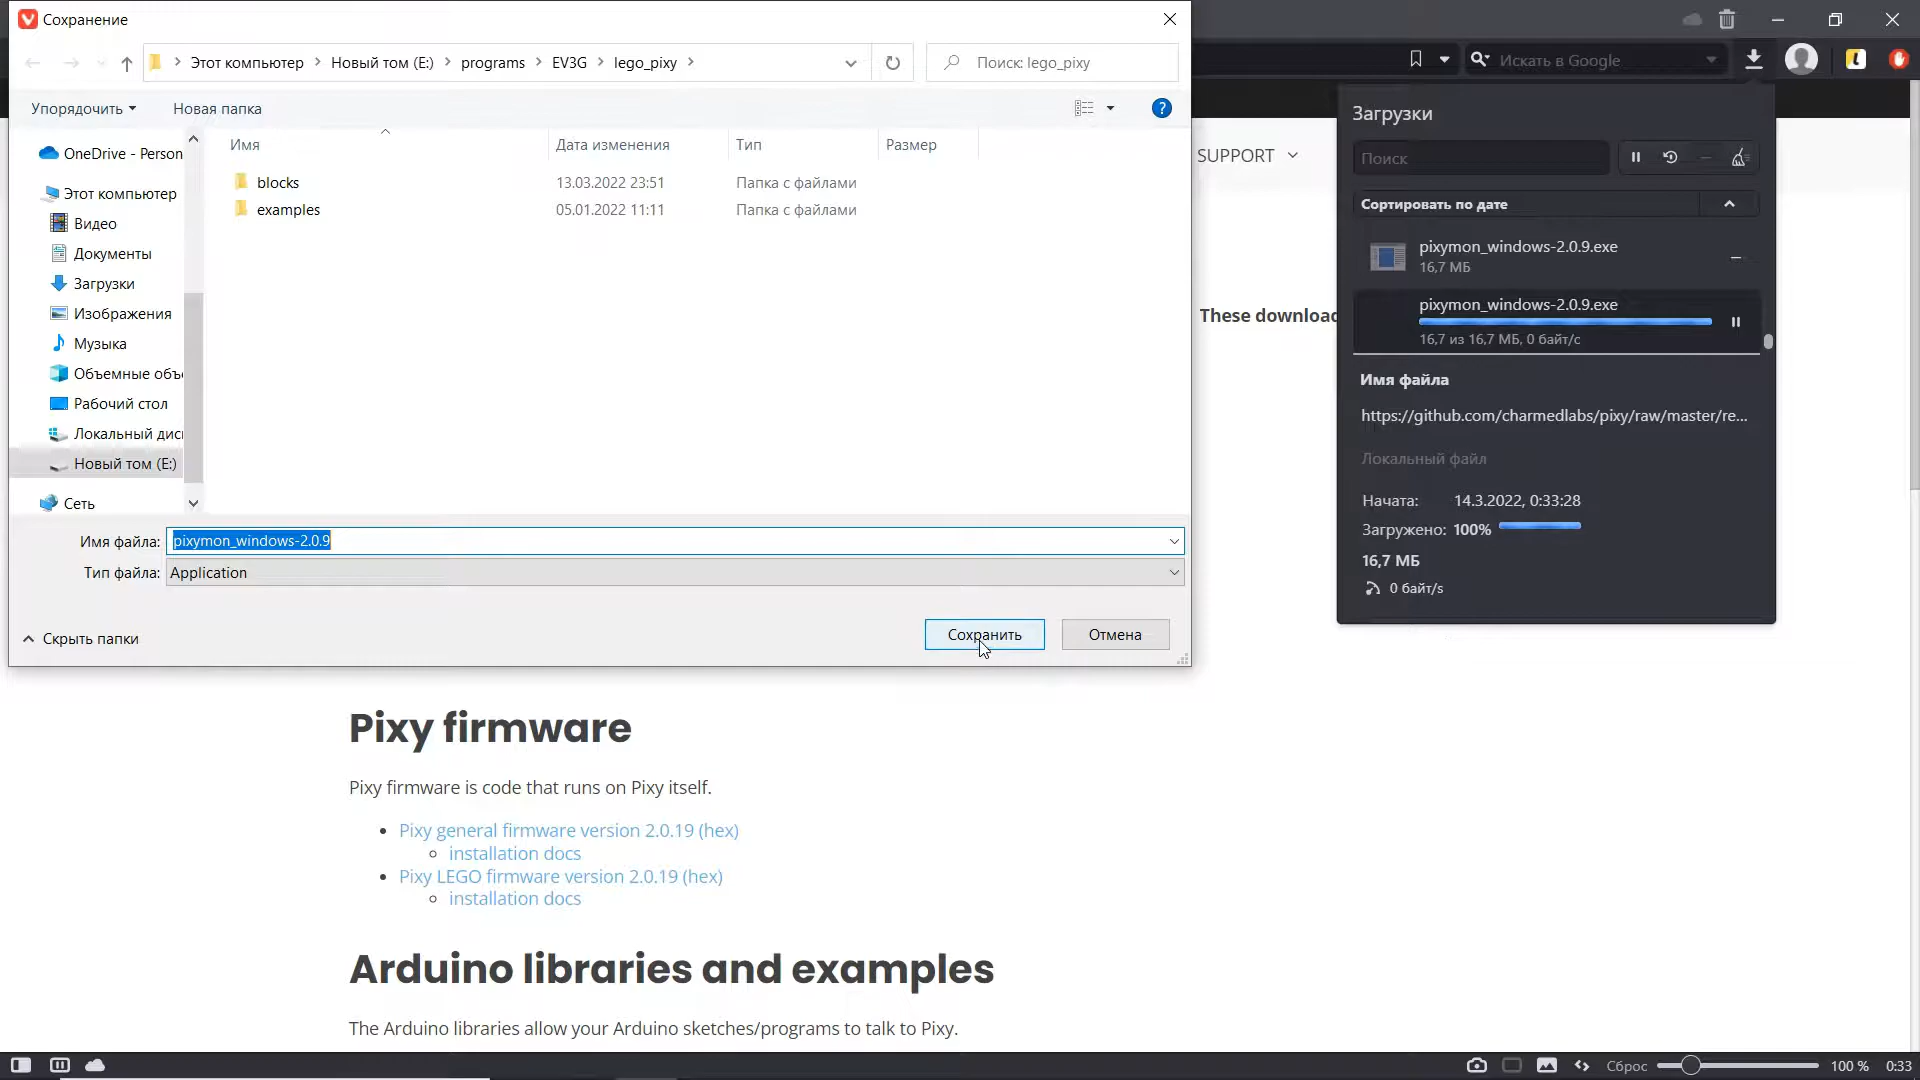 Сохранение
Этот компьютер
Новый том (E:)
programs
EV3G
lego_pixy
Поиск: lego_pixy
Искать в Google
Упорядочить
Новая папка
Имя
Дата изменения
Тип
Размер
OneDrive - Person
Этот компьютер
Видео
Документы
Загрузки
Изображения
Музыка
Объемные объ
Рабочий стол
Локальный дис
Новый том (E:)
Сеть
blocks
13.03.2022 23:51
Папка с файлами
examples
05.01.2022 11:11
Папка с файлами
Имя файла:
pixymon_windows-2.0.9
Тип файла:
Application
Скрыть папки
Сохранить
Отмена
SUPPORT
These download
Загрузки
Поиск
Сортировать по дате
pixymon_windows-2.0.9.exe
16,7 МБ
pixymon_windows-2.0.9.exe
16,7 из 16,7 МБ, 0 байт/с
Имя файла
https://github.com/charmedlabs/pixy/raw/master/re...
Локальный файл
Начата: 14.3.2022, 0:33:28
Загружено: 100%
16,7 МБ
0 байт/s
Pixy firmware
Pixy firmware is code that runs on Pixy itself.
Pixy general firmware version 2.0.19 (hex)
installation docs
Pixy LEGO firmware version 2.0.19 (hex)
installation docs
Arduino libraries and examples
The Arduino libraries allow your Arduino sketches/programs to talk to Pixy.
Сброс
100 %
0:33